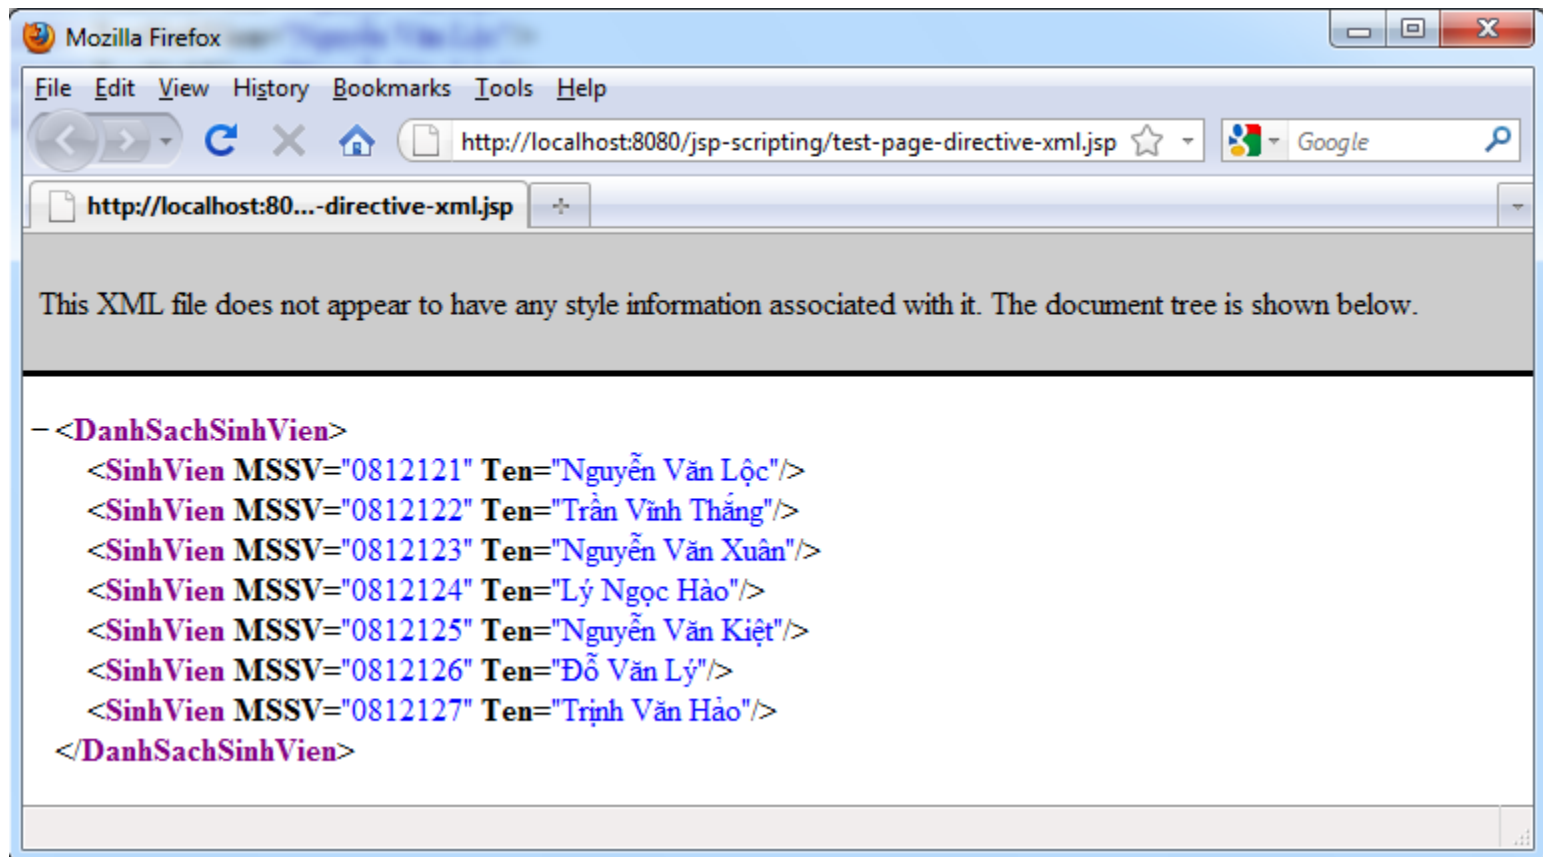 Mozilla Firefox
File Edit View History Bookmarks Tools Help
http://localhost:8080/jsp-scripting/test-page-directive-xml.jsp Google
http://localhost:80...-directive-xml.jsp
This XML file does not appear to have any style information associated with it. The document tree is shown below.
−<DanhSachSinhVien>
<SinhVien MSSV="0812121" Ten="Nguyễn Văn Lộc"/>
<SinhVien MSSV="0812122" Ten="Trần Vĩnh Thắng"/>
<SinhVien MSSV="0812123" Ten="Nguyễn Văn Xuân"/>
<SinhVien MSSV="0812124" Ten="Lý Ngọc Hào"/>
<SinhVien MSSV="0812125" Ten="Nguyễn Văn Kiệt"/>
<SinhVien MSSV="0812126" Ten="Đỗ Văn Lý"/>
<SinhVien MSSV="0812127" Ten="Trịnh Văn Hảo"/>
</DanhSachSinhVien>